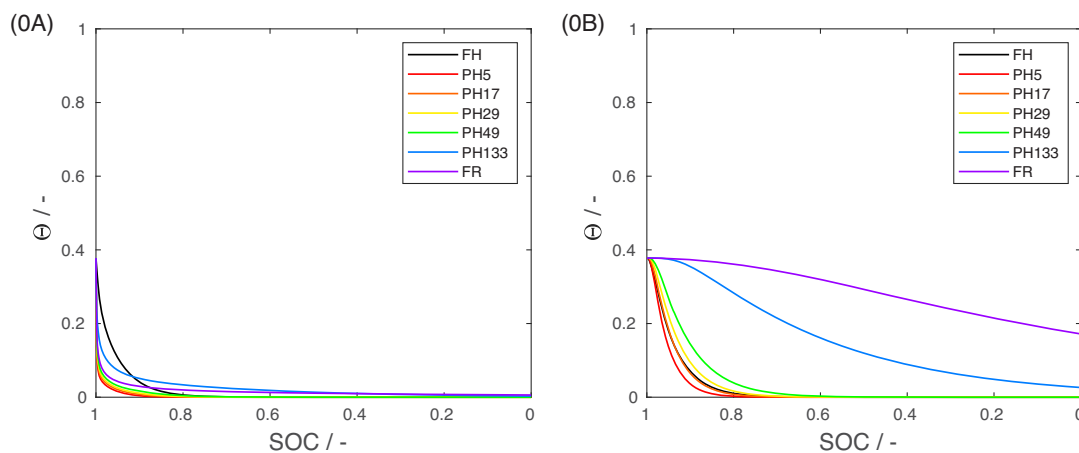 (0A)
1
0.8
0.6
0.4
0.2
0
Θ / -
1
0.8
0.6
0.4
0.2
0
SOC / -
FH
PH5
PH17
PH29
PH49
PH133
FR
(0B)
1
0.8
0.6
0.4
0.2
0
Θ / -
1
0.8
0.6
0.4
0.2
0
SOC / -
FH
PH5
PH17
PH29
PH49
PH133
FR